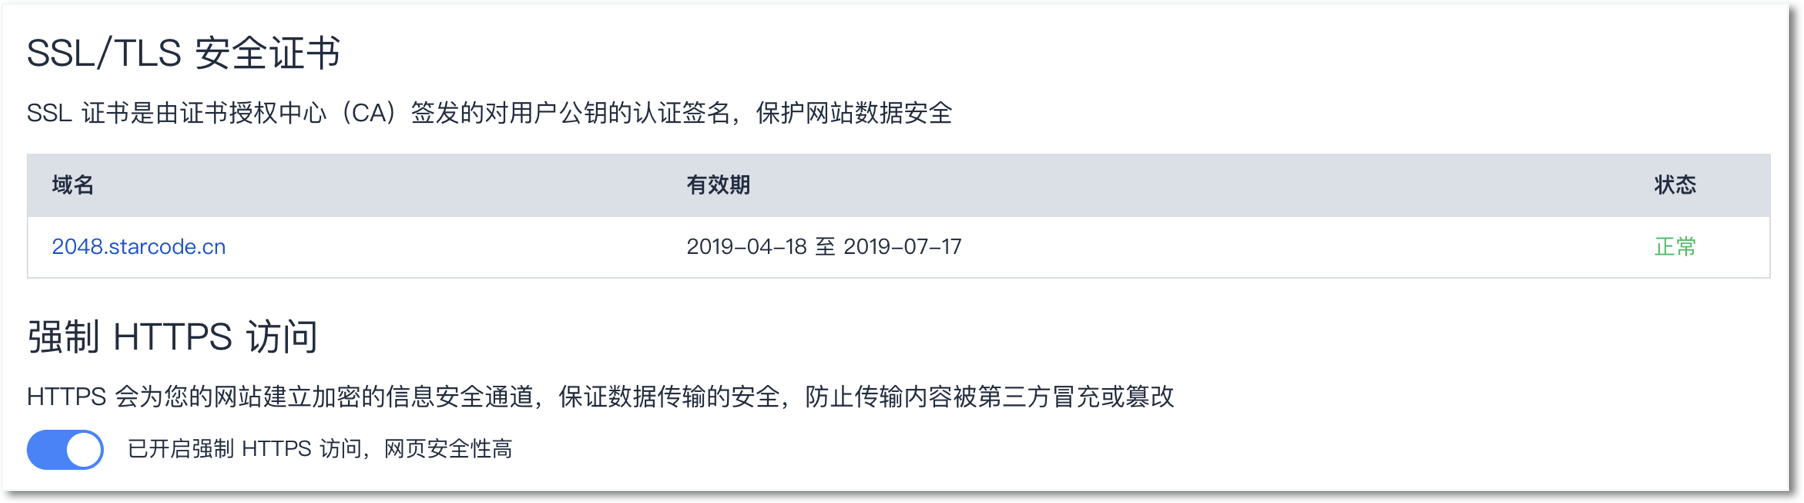 SSL/TLS 安全证书
SSL 证书是由证书授权中心（CA）签发的对用户公钥的认证签名，保护网站数据安全
域名 有效期 状态
2048.starcode.cn 2019-04-18 至 2019-07-17 正常
强制 HTTPS 访问
HTTPS 会为您的网站建立加密的信息安全通道，保证数据传输的安全，防止传输内容被第三方冒充或篡改
已开启强制 HTTPS 访问，网页安全性高